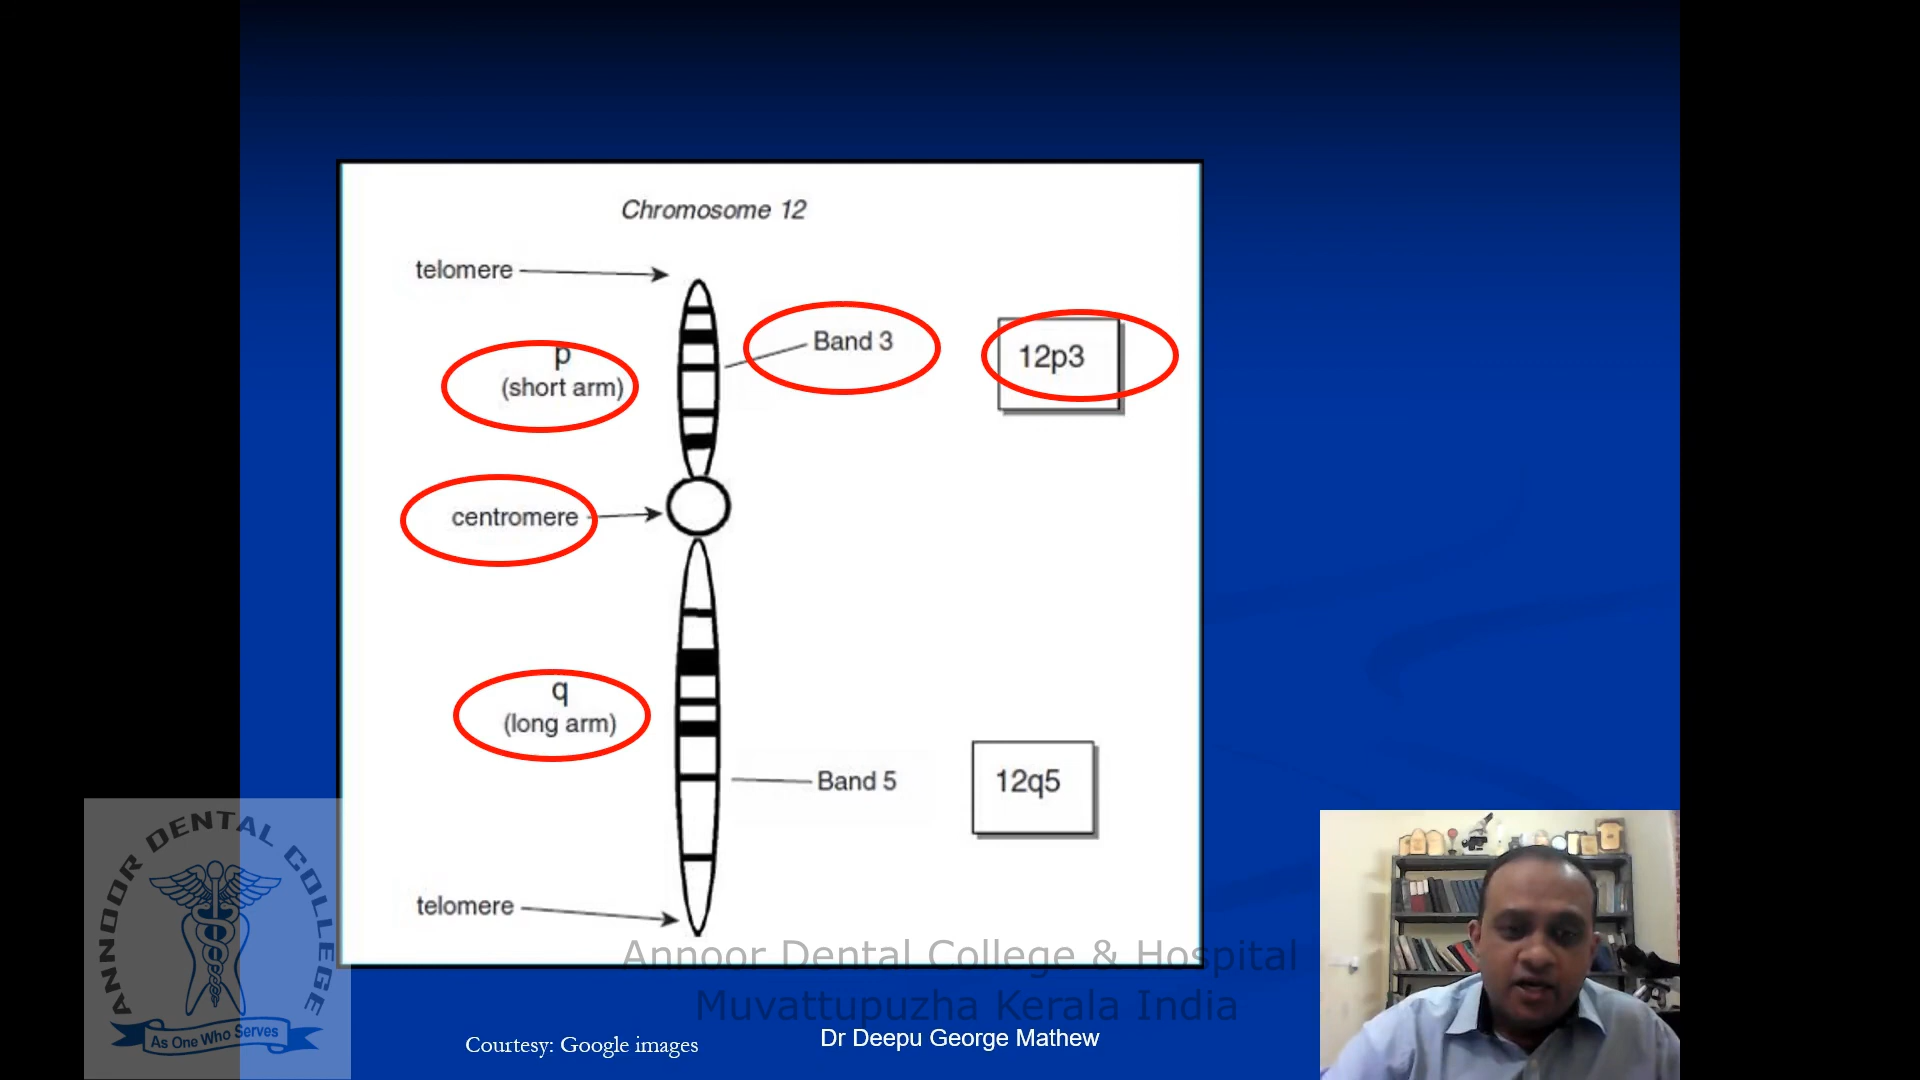 Chromosome 12
telomere
Band 3
12p3
p
(short arm)
centromere
q
(long arm)
Band 5
12q5
telomere
ANNOOR DENTAL COLLEGE
As One Who Serves
Annoor Dental College & Hospital
Muvattupuzha Kerala India
Courtesy: Google images
Dr Deepu George Mathew